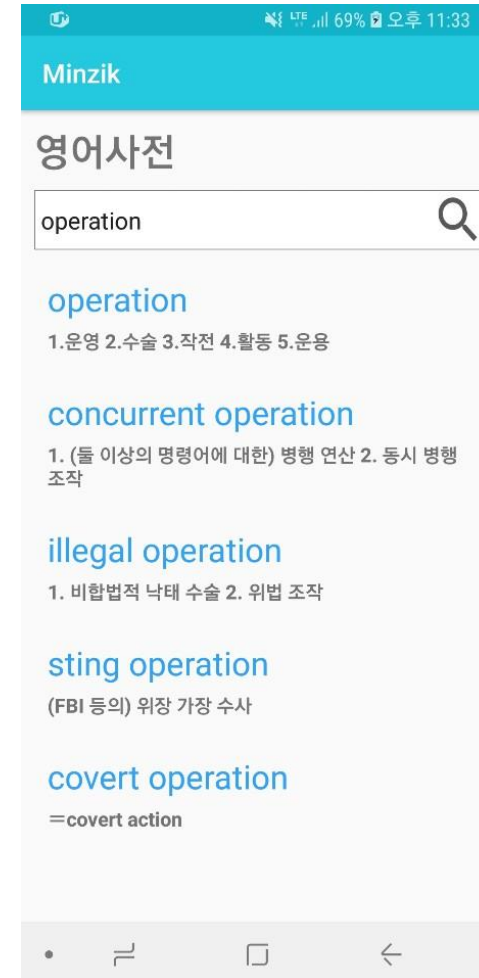 LTE 69% 오후 11:33
Minzik
영어사전
operation
operation
1.운영 2.수술 3.작전 4.활동 5.운용
concurrent operation
1. (둘 이상의 명령어에 대한) 병행 연산 2. 동시 병행
조작
illegal operation
1. 비합법적 낙태 수술 2. 위법 조작
sting operation
(FBI 등의) 위장 가장 수사
covert operation
=covert action